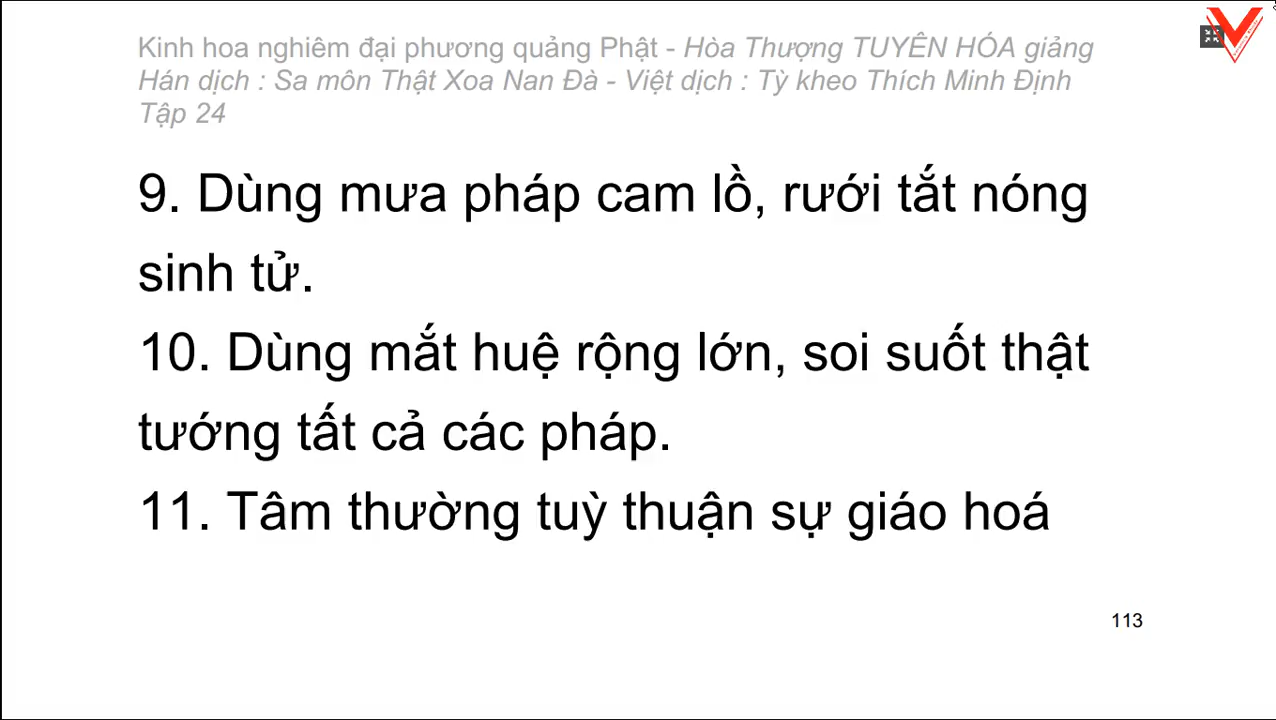 Kinh hoa nghiêm đại phương quảng Phật - Hòa Thượng TUYÊN HÓA giảng
Hán dịch : Sa môn Thật Xoa Nan Đà - Việt dịch : Tỳ kheo Thích Minh Định
Tập 24
9. Dùng mưa pháp cam lồ, rưới tắt nóng
sinh tử.
10. Dùng mắt huệ rộng lớn, soi suốt thật
tướng tất cả các pháp.
11. Tâm thường tuỳ thuận sự giáo hoá
113